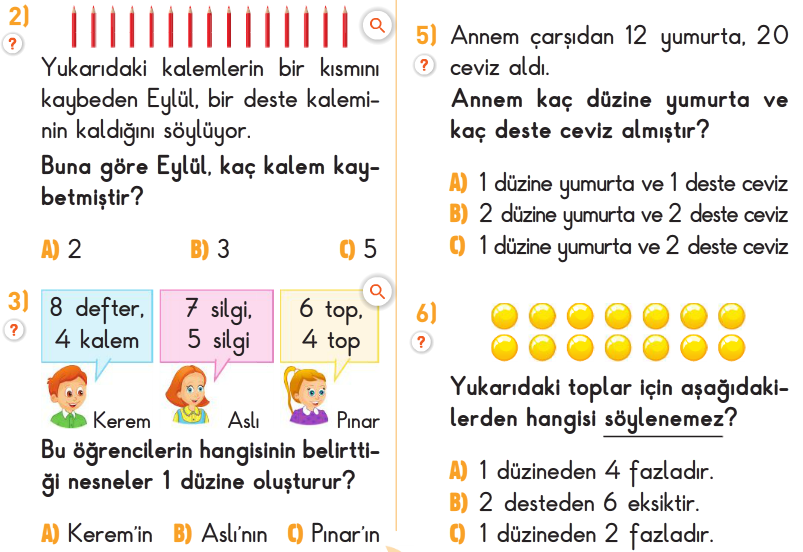 2)
?
Yukarıdaki kalemlerin bir kısmını
kaybeden Eylül, bir deste kalemi-
nin kaldığını söylüyor.
Buna göre Eylül, kaç kalem kay-
betmiştir?
A) 2 B) 3 C) 5
3)
?
8 defter,
4 kalem
7 silgi,
5 silgi
6 top,
4 top
Kerem Aslı Pınar
Bu öğrencilerin hangisinin belirtti-
ği nesneler 1 düzine oluşturur?
A) Kerem'in B) Aslı'nın C) Pınar'ın
5)
?
Annem çarşıdan 12 yumurta, 20
ceviz aldı.
Annem kaç düzine yumurta ve
kaç deste ceviz almıştır?
A) 1 düzine yumurta ve 1 deste ceviz
B) 2 düzine yumurta ve 2 deste ceviz
C) 1 düzine yumurta ve 2 deste ceviz
6)
?
Yukarıdaki toplar için aşağıdaki-
lerden hangisi söylenemez?
A) 1 düzineden 4 fazladır.
B) 2 desteden 6 eksiktir.
C) 1 düzineden 2 fazladır.